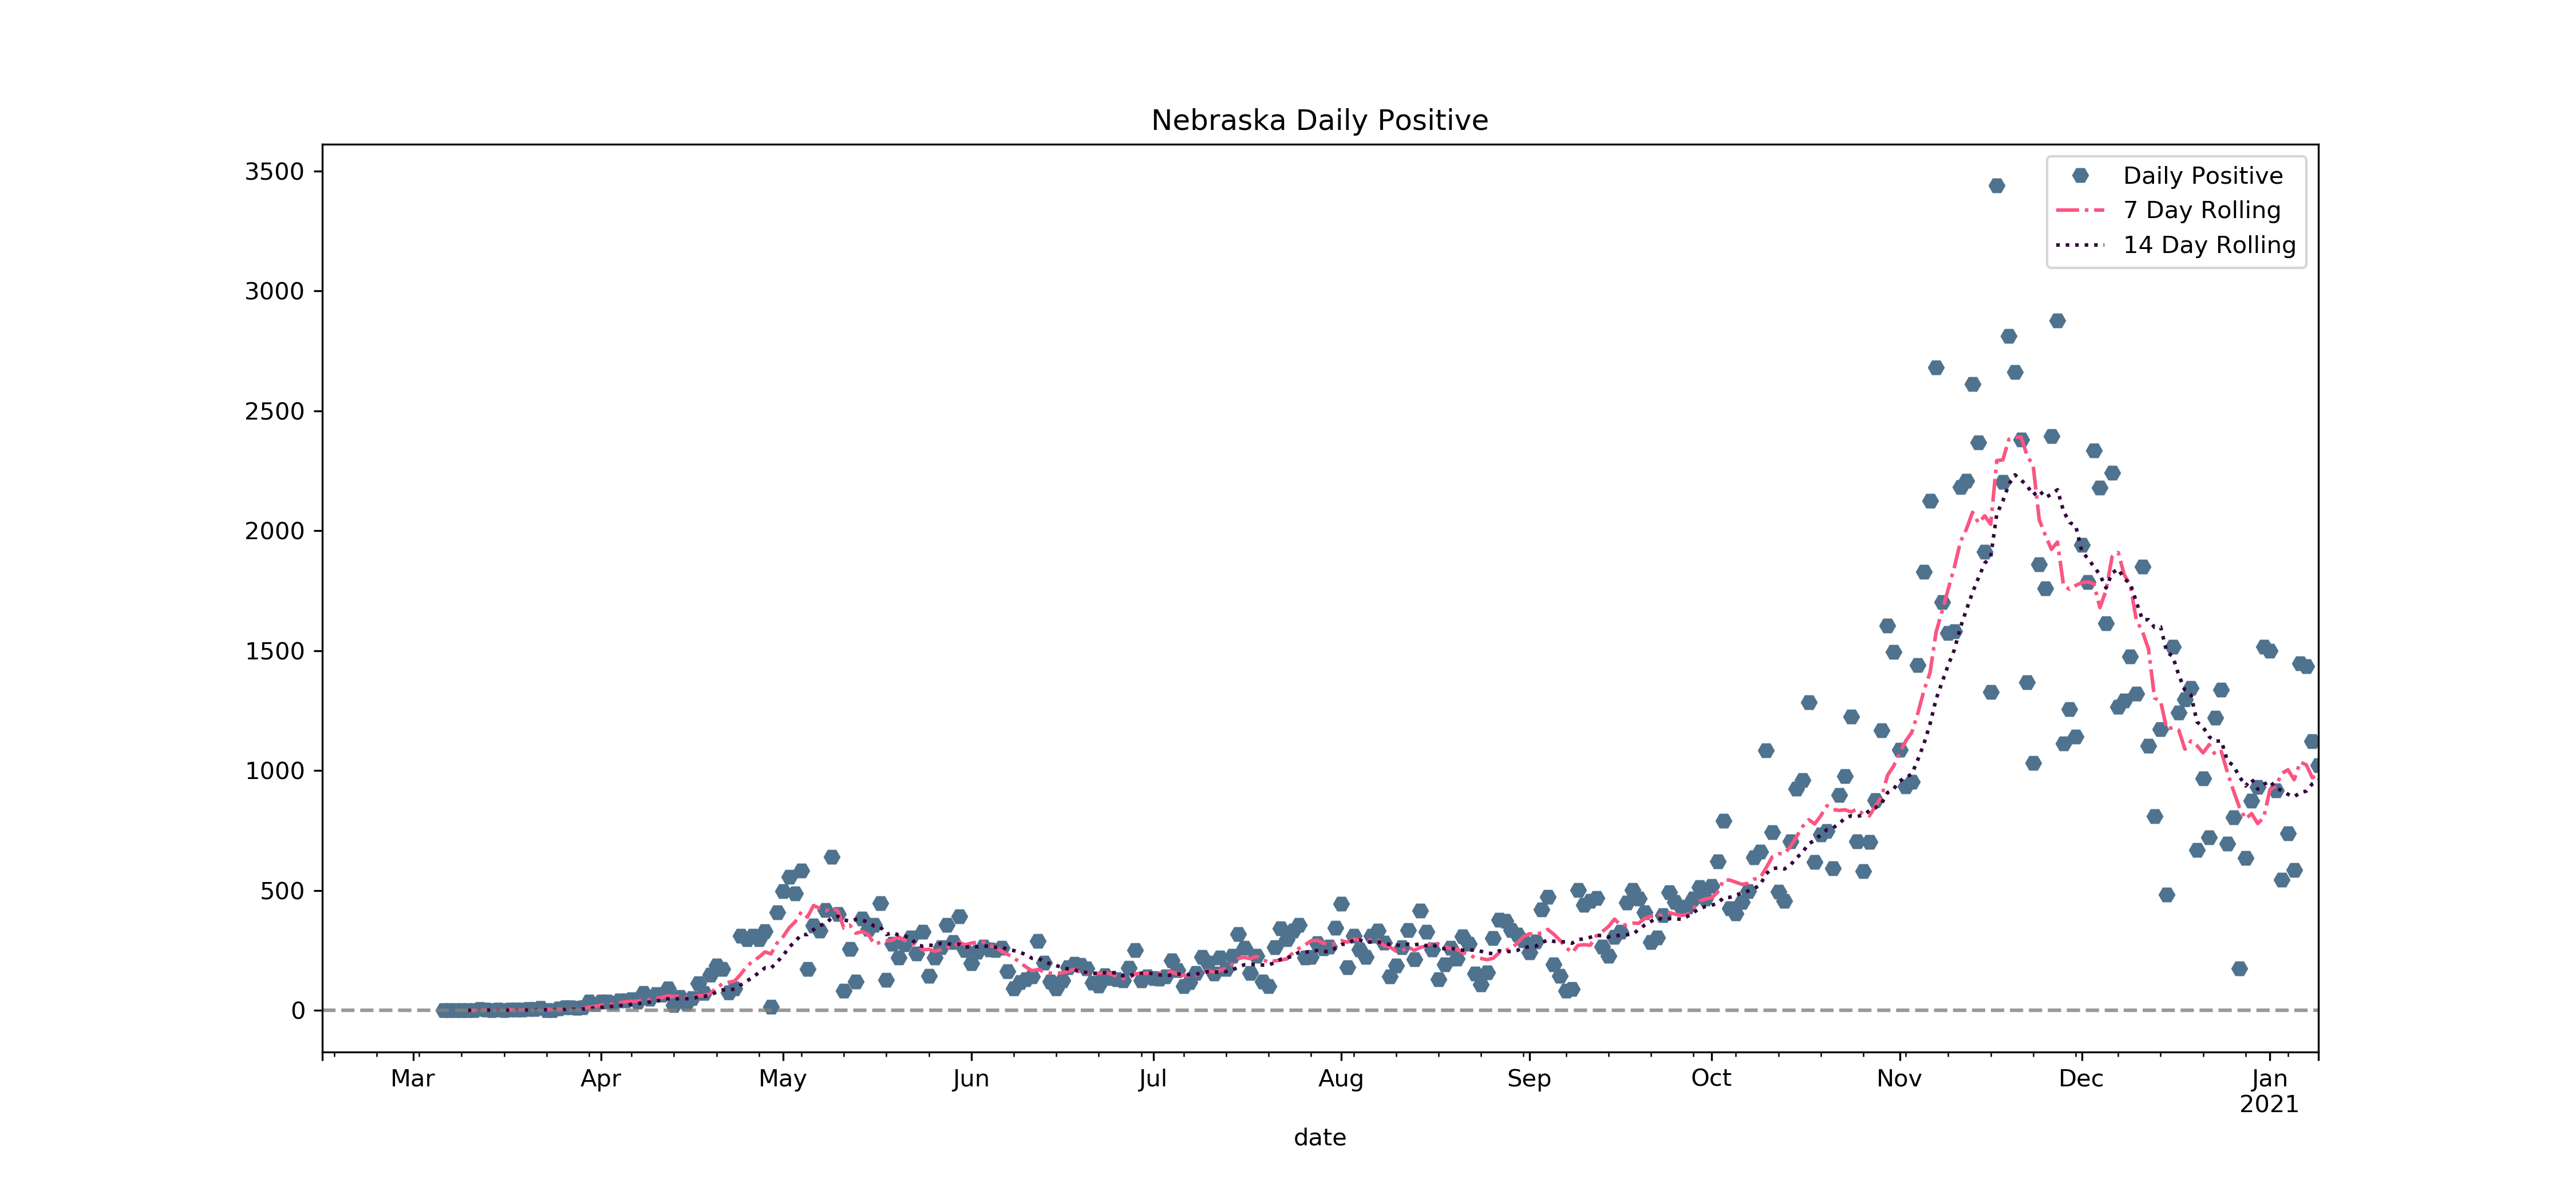 Nebraska Daily Positive
Daily Positive
7 Day Rolling
14 Day Rolling
3500
3000
2500
2000
1500
1000
500
0
Mar Apr May Jun Jul Aug Sep Oct Nov Dec Jan
2021
date